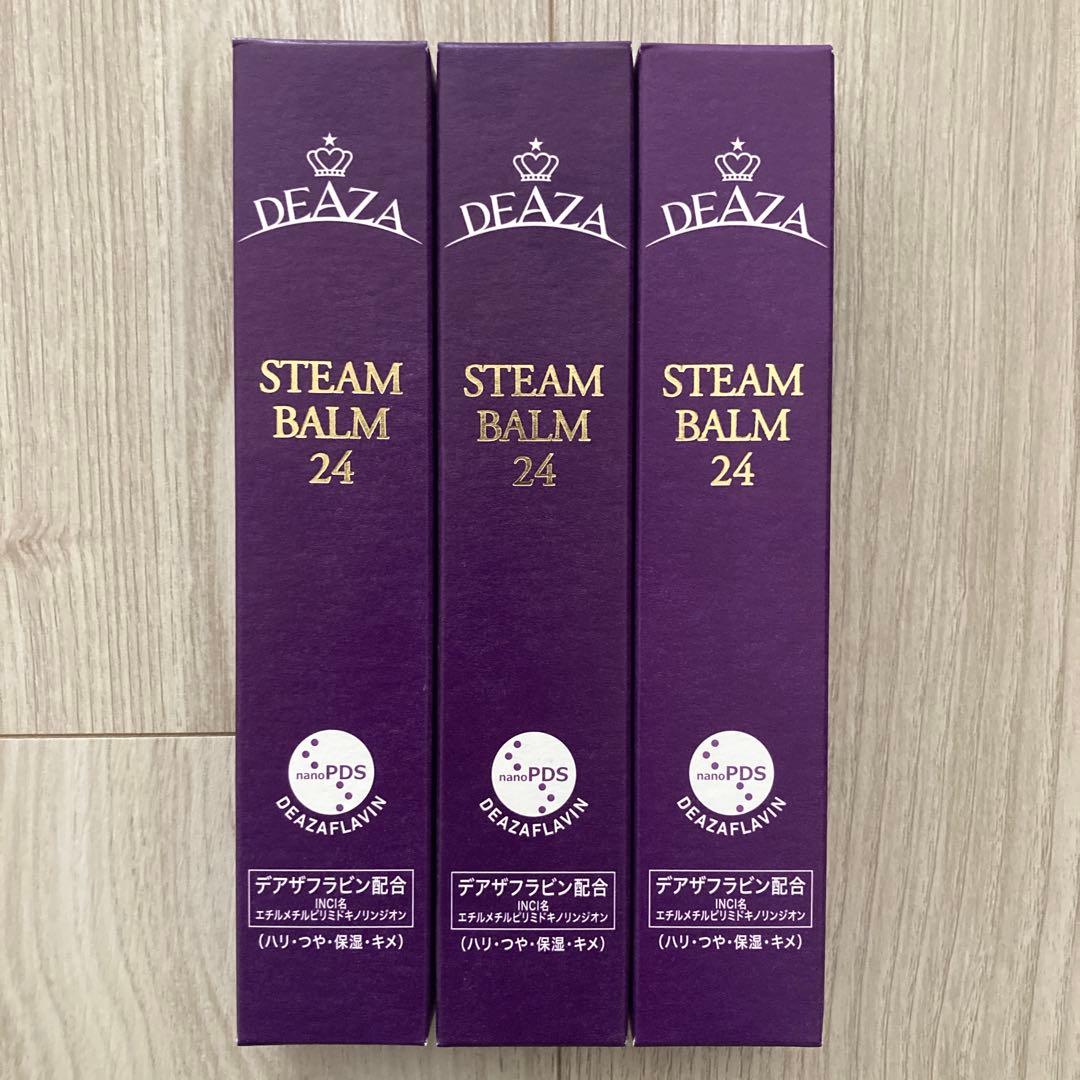 DEAZA
STEAM
BALM
24
nanoPDS
DEAZAFLAVIN
デアザフラビン配合
INCI名
エチルメチルピリミドキノリンジオン
(ハリ・つや・保湿・キメ)
DEAZA
STEAM
BALM
24
nanoPDS
DEAZAFLAVIN
デアザフラビン配合
INCI名
エチルメチルピリミドキノリンジオン
(ハリ・つや・保湿・キメ)
DEAZA
STEAM
BALM
24
nanoPDS
DEAZAFLAVIN
デアザフラビン配合
INCI名
エチルメチルピリミドキノリンジオン
(ハリ・つや・保湿・キメ)